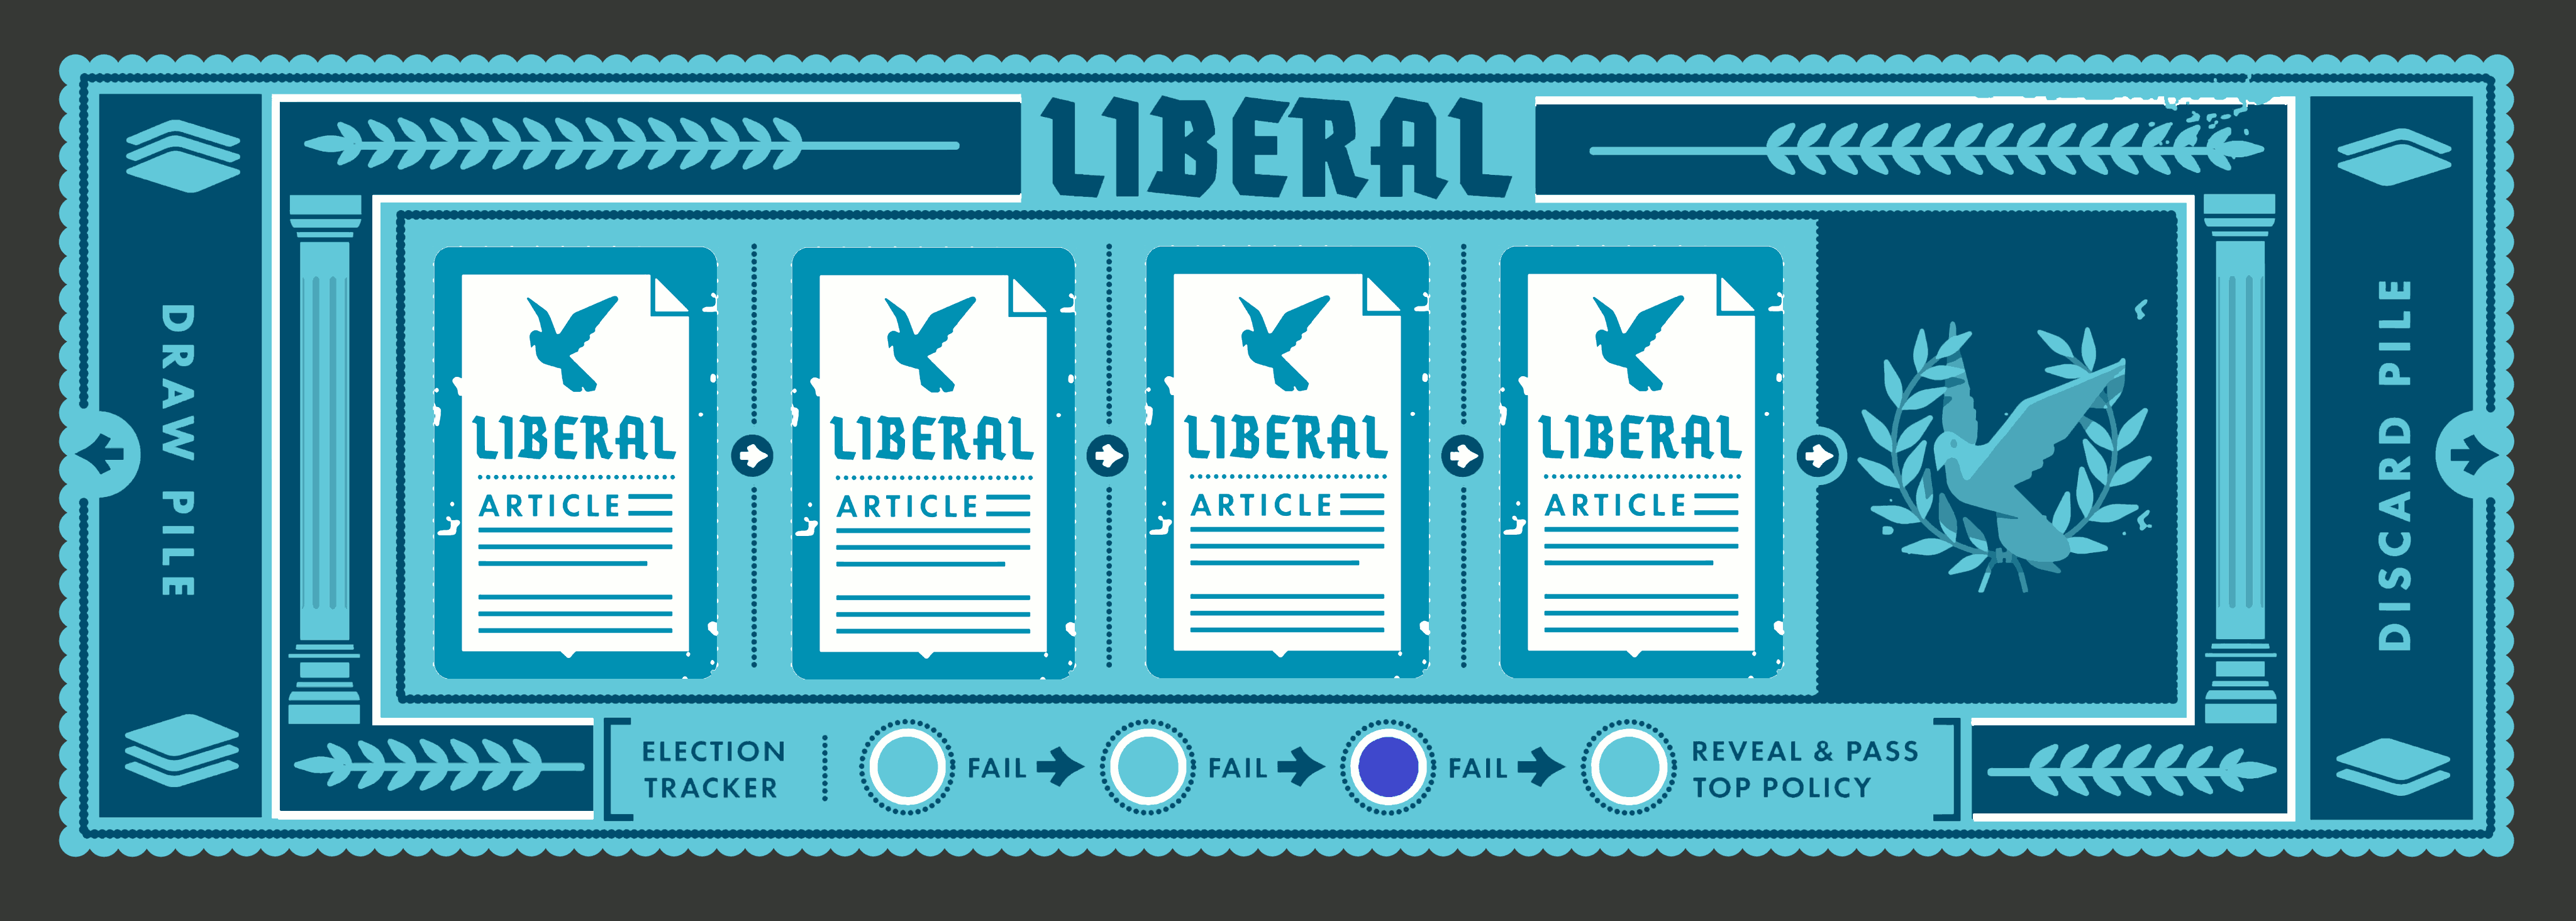 LIBERAL
DRAW PILE
LIBERAL
ARTICLE
LIBERAL
ARTICLE
LIBERAL
ARTICLE
LIBERAL
ARTICLE
DISCARD PILE
ELECTION
TRACKER
FAIL
FAIL
FAIL
REVEAL & PASS
TOP POLICY